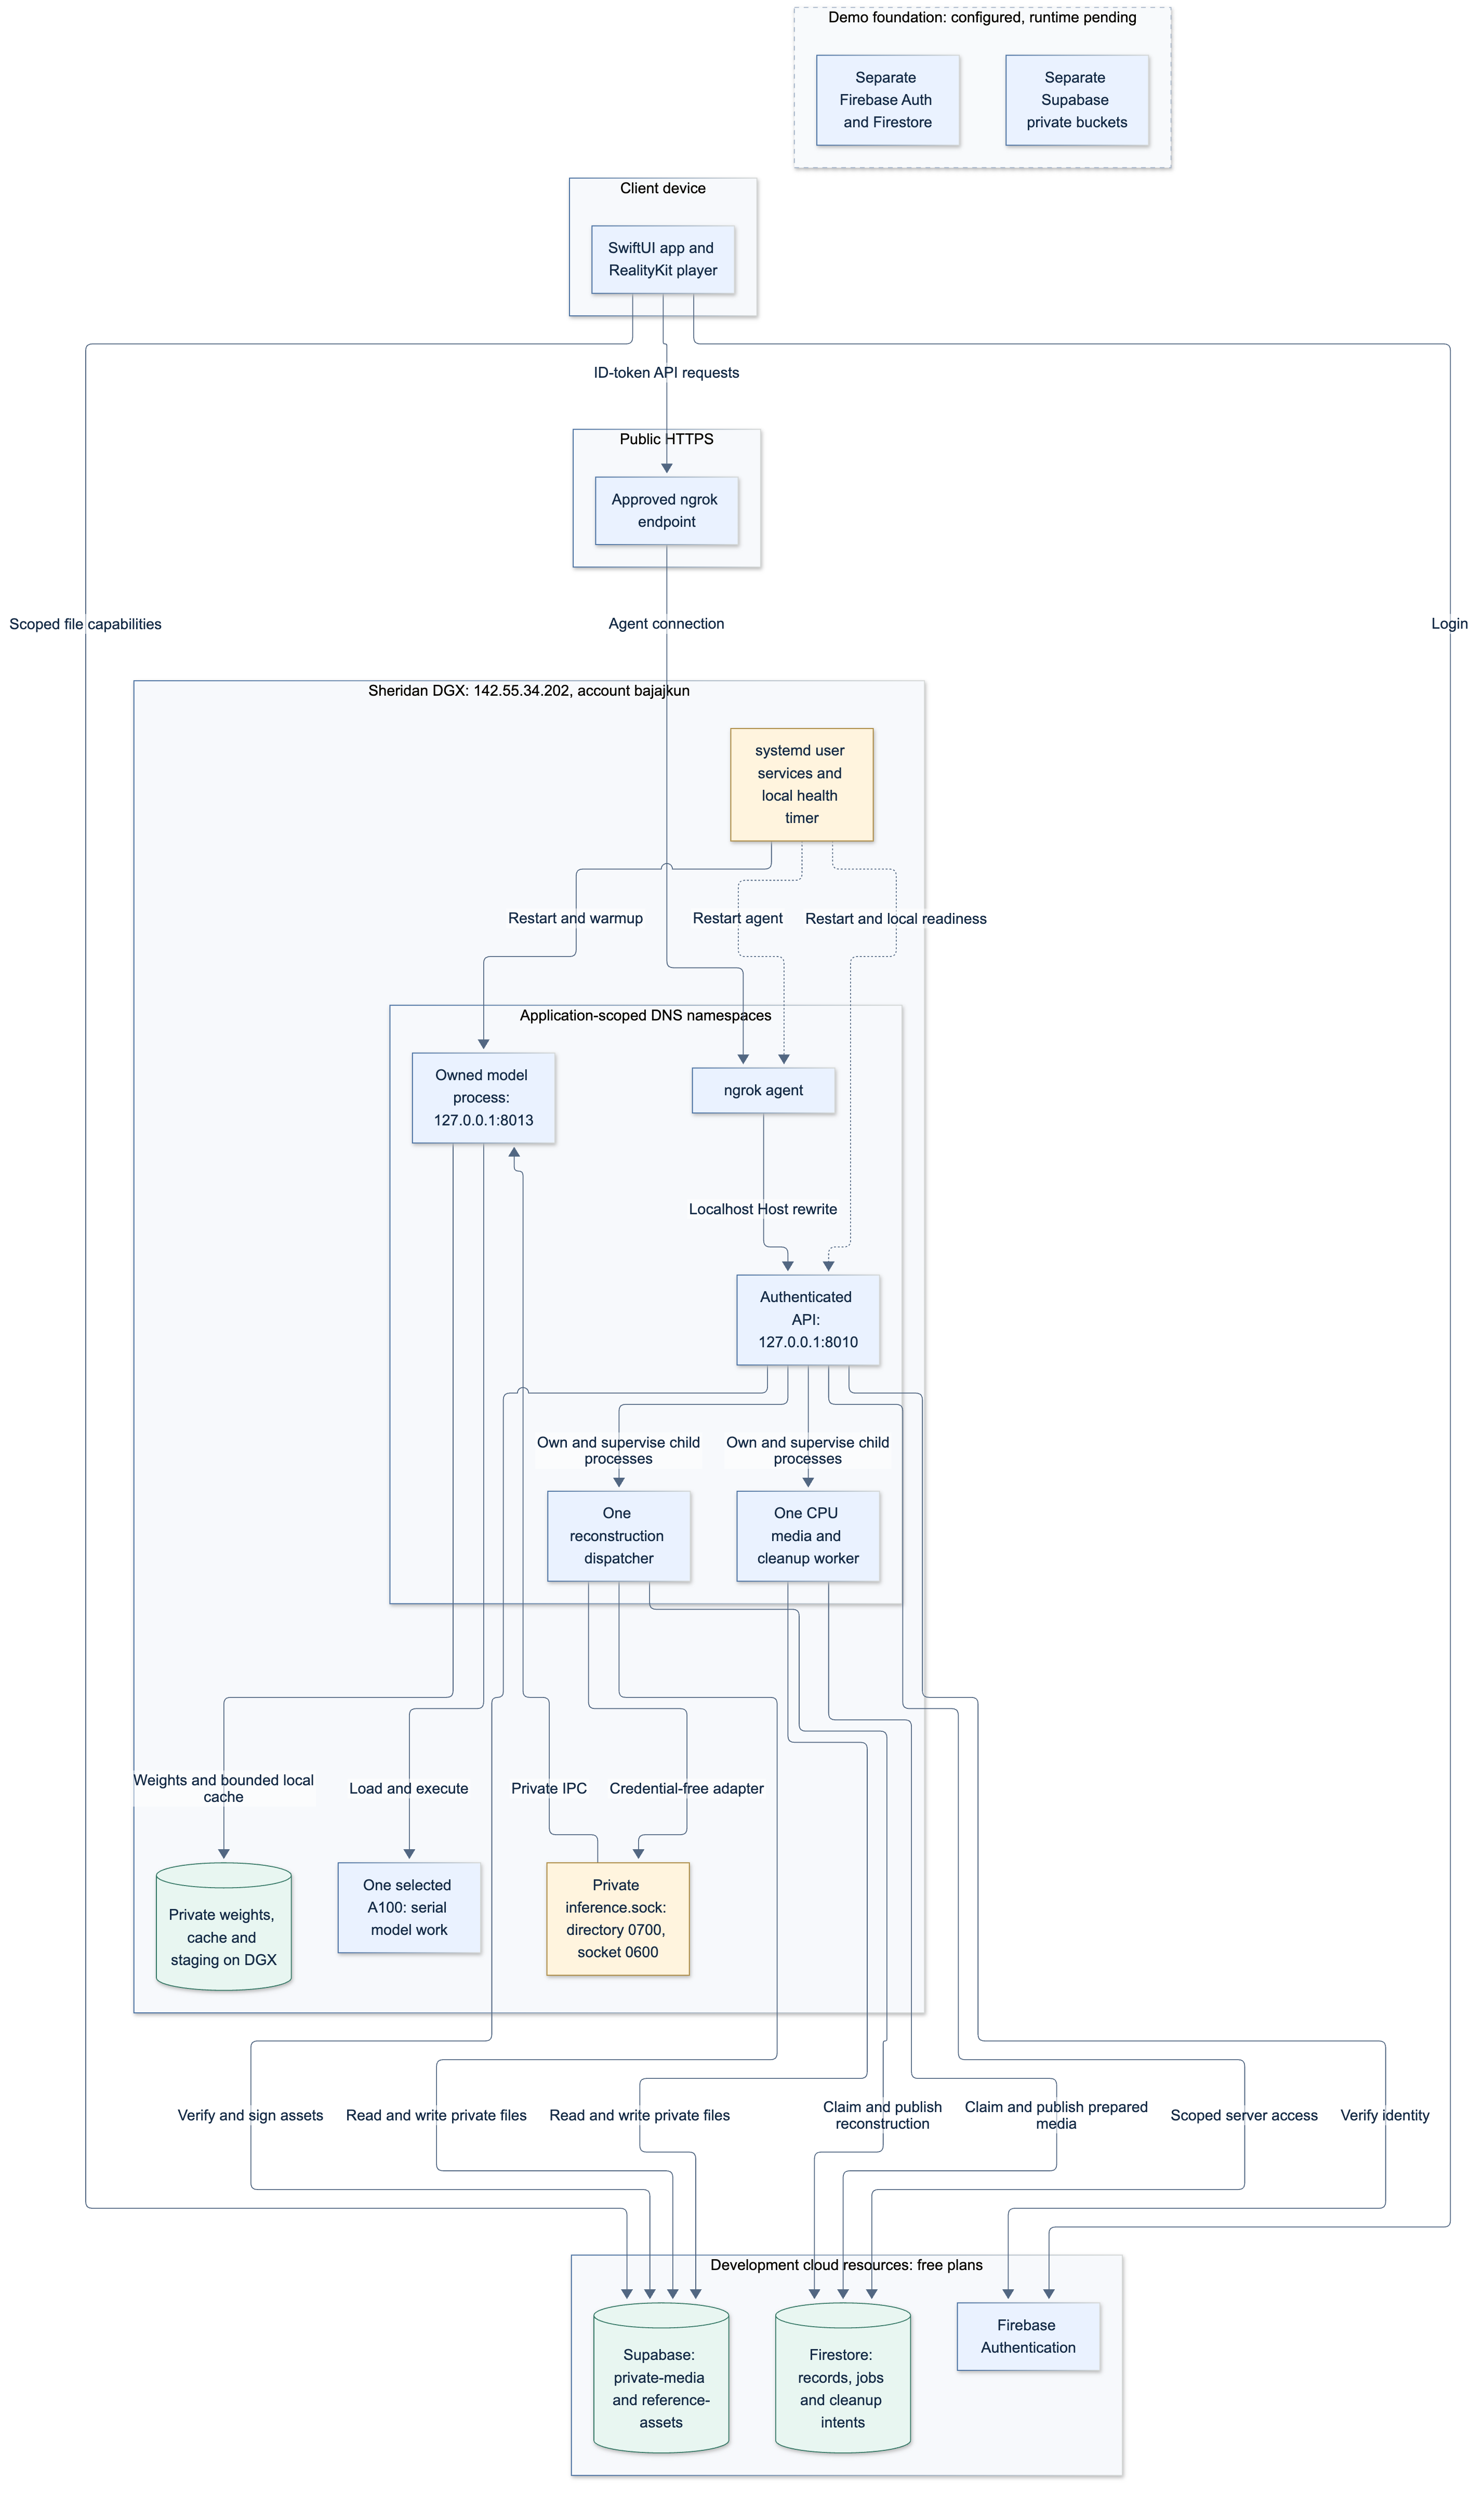 Demo foundation: configured, runtime pending
Separate
Firebase Auth
and Firestore
Separate
Supabase
private buckets
Client device
SwiftUI app and
RealityKit player
ID-token API requests
Public HTTPS
Approved ngrok
endpoint
Scoped file capabilities
Agent connection
Login
Sheridan DGX: 142.55.34.202, account bajajkun
systemd user
services and
local health
timer
Restart and warmup
Restart agent
Restart and local readiness
Application-scoped DNS namespaces
Owned model
process:
127.0.0.1:8013
ngrok agent
Localhost Host rewrite
Authenticated
API:
127.0.0.1:8010
Own and supervise child
processes
Own and supervise child
processes
One
reconstruction
dispatcher
One CPU
media and
cleanup worker
Weights and bounded local
cache
Load and execute
Private IPC
Credential-free adapter
Private weights,
cache and
staging on DGX
One selected
A100: serial
model work
Private
inference.sock:
directory 0700,
socket 0600
Verify and sign assets
Read and write private files
Read and write private files
Claim and publish
reconstruction
Claim and publish prepared
media
Scoped server access
Verify identity
Development cloud resources: free plans
Supabase:
private-media
and reference-
assets
Firestore:
records, jobs
and cleanup
intents
Firebase
Authentication